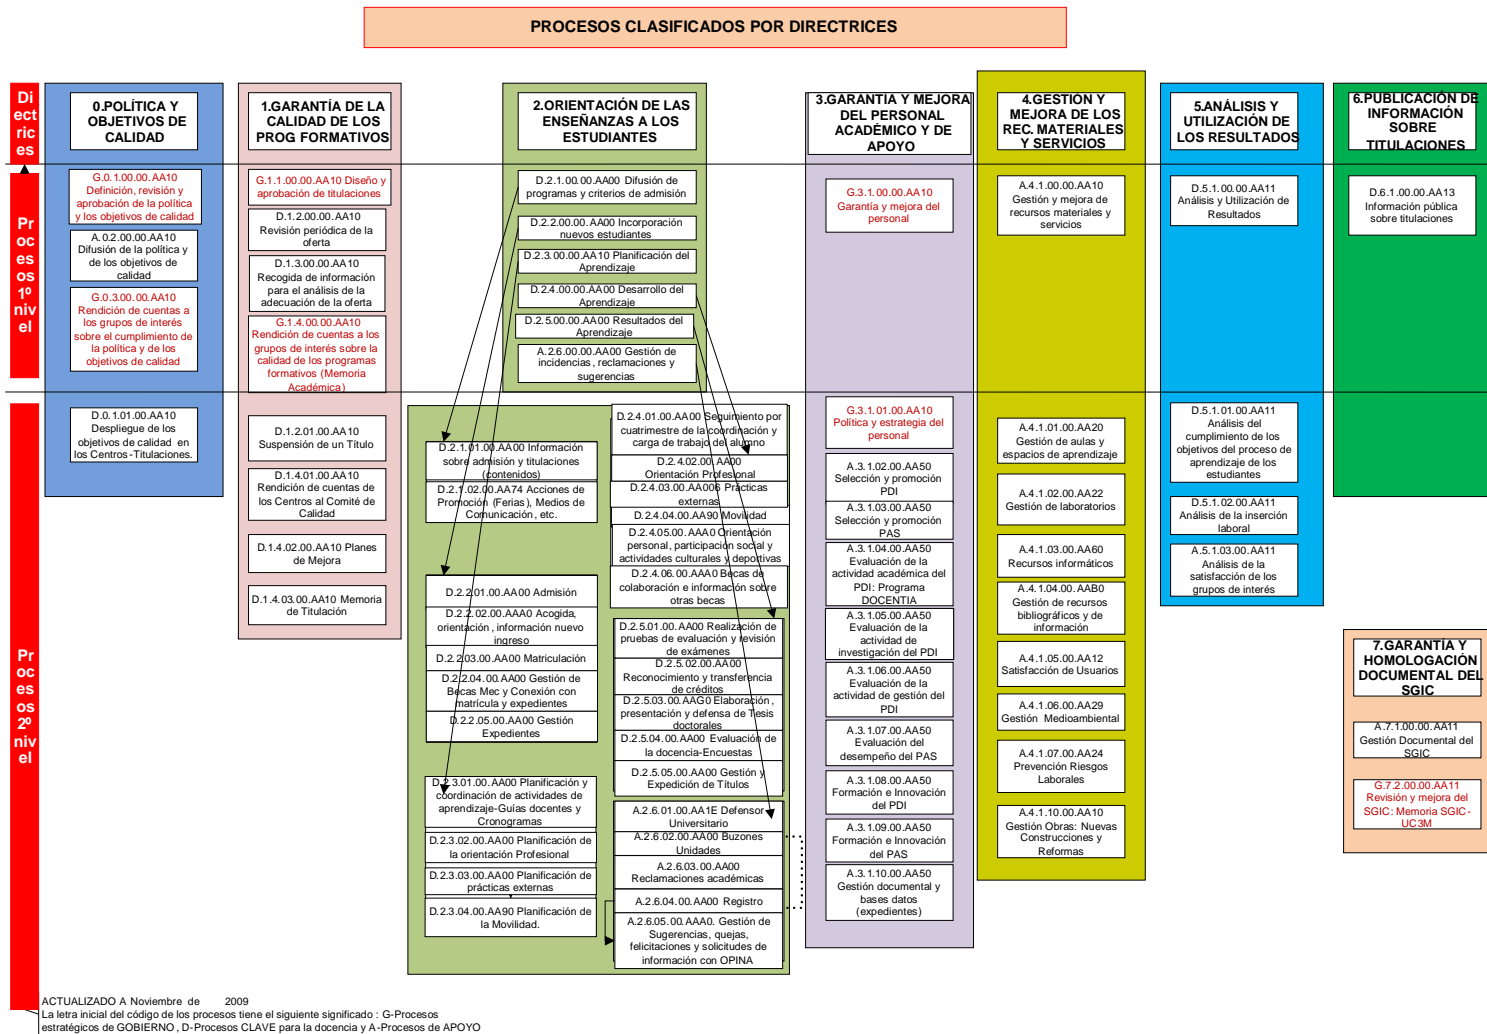 PROCESOS CLASIFICADOS POR DIRECTRICES
Di
ect
ric
es
0.POLÍTICA Y
OBJETIVOS DE
CALIDAD
1.GARANTÍA DE LA
CALIDAD DE LOS
PROG FORMATIVOS
2.ORIENTACIÓN DE LAS
ENSEÑANZAS A LOS
ESTUDIANTES
3.GARANTIA Y MEJORA
DEL PERSONAL
ACADÉMICO Y DE
APOYO
4.GESTIÓN Y
MEJORA DE LOS
REC. MATERIALES
Y SERVICIOS
5.ANÁLISIS Y
UTILIZACIÓN DE
LOS RESULTADOS
6.PUBLICACIÓN DE
INFORMACIÓN
SOBRE
TITULACIONES
Pr
oc
es
os
1º
niv
el
G.0.1.00.00.AA10
Definición, revisión y
aprobación de la política
y los objetivos de calidad
A.0.2.00.00.AA10
Difusión de la política y
de los objetivos de
calidad
G.0.3.00.00.AA10
Rendición de cuentas a
los grupos de interés
sobre el cumplimiento de
la política y de los
objetivos de calidad
G.1.1.00.00.AA10 Diseño y
aprobación de titulaciones
D.1.2.00.00.AA10
Revisión periódica de la
oferta
D.1.3.00.00.AA10
Recogida de información
para el análisis de la
adecuación de la oferta
G.1.4.00.00.AA10
Rendición de cuentas a los
grupos de interés sobre la
calidad de los programas
formativos (Memoria
Académica)
D.2.1.00.00.AA00 Difusión de
programas y criterios de admisión
D.2.2.00.00.AA00 Incorporación
nuevos estudiantes
D.2.3.00.00.AA10 Planificación del
Aprendizaje
D.2.4.00.00.AA00 Desarrollo del
Aprendizaje
D.2.5.00.00.AA00 Resultados del
Aprendizaje
A.2.6.00.00.AA00 Gestión de
incidencias, reclamaciones y
sugerencias
G.3.1.00.00.AA10
Garantía y mejora del
personal
A.4.1.00.00.AA10
Gestión y mejora de
recursos materiales y
servicios
D.5.1.00.00.AA11
Análisis y Utilización de
Resultados
D.6.1.00.00.AA13
Información pública
sobre titulaciones
Pr
oc
es
os
2º
niv
el
D.0.1.01.00.AA10
Despliegue de los
objetivos de calidad en
los Centros-Titulaciones.
D.1.2.01.00.AA10
Suspensión de un Título
D.1.4.01.00.AA10
Rendición de cuentas de
los Centros al Comité de
Calidad
D.1.4.02.00.AA10 Planes
de Mejora
D.1.4.03.00.AA10 Memoria
de Titulación
D.2.1.01.00.AA00 Información
sobre admisión y titulaciones
(contenidos)
D.2.1.02.00.AA74 Acciones de
Promoción (Ferias), Medios de
Comunicación, etc.
D.2.2.01.00.AA00 Admisión
D.2.2.02.00.AAA0 Acogida,
orientación, información nuevo
ingreso
D.2.2.03.00.AA00 Matriculación
D.2.2.04.00.AA00 Gestión de
Becas Mec y Conexión con
matrícula y expedientes
D.2.2.05.00.AA00 Gestión
Expedientes
D.2.3.01.00.AA00 Planificación y
coordinación de actividades de
aprendizaje-Guías docentes y
Cronogramas
D.2.3.02.00.AA00 Planificación de
la orientación Profesional
D.2.3.03.00.AA00 Planificación de
prácticas externas
D.2.3.04.00.AA90 Planificación de
la Movilidad.
D.2.4.01.00.AA00 Seguimiento por
cuatrimestre de la coordinación y
carga de trabajo del alumno
D.2.4.02.00.AA00
Orientación Profesional
D.2.4.03.00.AA006 Prácticas
externas
D.2.4.04.00.AA90 Movilidad
D.2.4.05.00.AAA0 Orientación
personal, participación social y
actividades culturales y deportivas
D.2.4.06.00.AAA0 Becas de
colaboración e información sobre
otras becas
D.2.5.01.00.AA00 Realización de
pruebas de evaluación y revisión
de exámenes
D.2.5.02.00.AA00
Reconocimiento y transferencia
de créditos
D.2.5.03.00.AAG0 Elaboración,
presentación y defensa de Tesis
doctorales
D.2.5.04.00.AA00 Evaluación de
la docencia-Encuestas
D.2.5.05.00.AA00 Gestión y
Expedición de Títulos
A.2.6.01.00.AA1E Defensor
Universitario
A.2.6.02.00.AA00 Buzones
Unidades
A.2.6.03.00.AA00
Reclamaciones académicas
A.2.6.04.00.AA00 Registro
A.2.6.05.00.AAA0. Gestión de
Sugerencias, quejas,
felicitaciones y solicitudes de
información con OPINA
G.3.1.01.00.AA10
Política y estrategia del
personal
A.3.1.02.00.AA50
Selección y promoción
PDI
A.3.1.03.00.AA50
Selección y promoción
PAS
A.3.1.04.00.AA50
Evaluación de la
actividad académica del
PDI: Programa
DOCENTIA
A.3.1.05.00.AA50
Evaluación de la
actividad de
investigación del PDI
A.3.1.06.00.AA50
Evaluación de la
actividad de gestión del
PDI
A.3.1.07.00.AA50
Evaluación del
desempeño del PAS
A.3.1.08.00.AA50
Formación e Innovación
del PDI
A.3.1.09.00.AA50
Formación e Innovación
del PAS
A.3.1.10.00.AA50
Gestión documental y
bases datos
(expedientes)
A.4.1.01.00.AA20
Gestión de aulas y
espacios de aprendizaje
A.4.1.02.00.AA22
Gestión de laboratorios
A.4.1.03.00.AA60
Recursos informáticos
A.4.1.04.00.AAB0
Gestión de recursos
bibliográficos y de
información
A.4.1.05.00.AA12
Satisfacción de Usuarios
A.4.1.06.00.AA29
Gestión Medioambiental
A.4.1.07.00.AA24
Prevención Riesgos
Laborales
A.4.1.10.00.AA10
Gestión Obras: Nuevas
Construcciones y
Reformas
D.5.1.01.00.AA11
Análisis del
cumplimiento de los
objetivos del proceso de
aprendizaje de los
estudiantes
D.5.1.02.00.AA11
Análisis de la inserción
laboral
A.5.1.03.00.AA11
Análisis de la
satisfacción de los
grupos de interés
7.GARANTÍA Y
HOMOLOGACIÓN
DOCUMENTAL DEL
SGIC
A.7.1.00.00.AA11
Gestión Documental del
SGIC
G.7.2.00.00.AA11
Revisión y mejora del
SGIC: Memoria SGIC-
UC3M
ACTUALIZADO A Noviembre de 2009
La letra inicial del código de los procesos tiene el siguiente significado : G-Procesos
estratégicos de GOBIERNO, D-Procesos CLAVE para la docencia y A-Procesos de APOYO